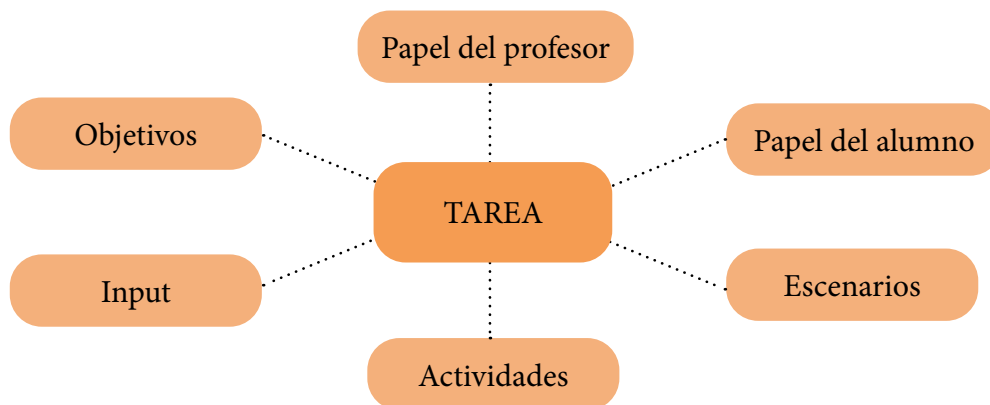 Papel del profesor
Objetivos
Papel del alumno
TAREA
Input
Escenarios
Actividades